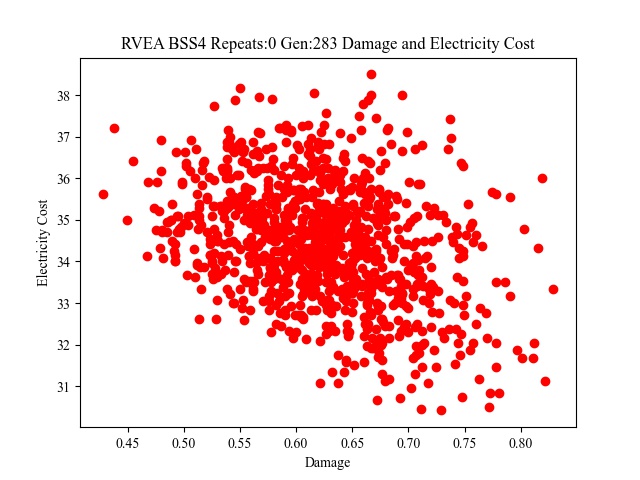 RVEA BSS4 Repeats:0 Gen:283 Damage and Electricity Cost
38
37
36
35
34
33
32
31
Electricity Cost
0.45 0.50 0.55 0.60 0.65 0.70 0.75 0.80
Damage